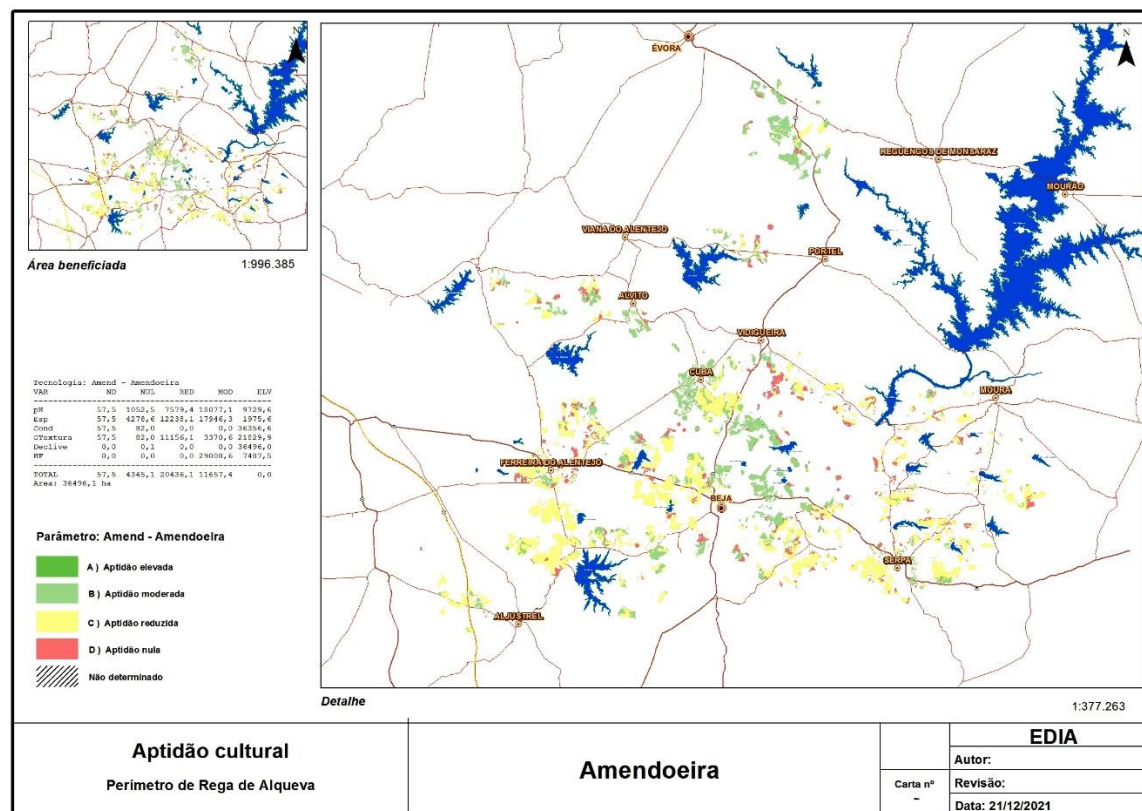 N
Área beneficiada 1:996.385
Tecnologia: Amend - Amendoeira
VAR ND NUL RED MOD ELV
pH 57,5 1052,5 7579,4 18077,1 9729,6
Esp 57,5 4278,6 12238,1 17946,3 1975,6
Cond 57,5 82,0 0,0 0,0 36356,6
CTextura 57,5 82,0 11156,1 3370,6 21829,9
Declive 0,0 0,1 0,0 0,0 36496,0
HF 0,0 0,0 0,0 29008,6 7487,5
TOTAL 57,5 4345,1 20436,1 11657,4 0,0
Area: 36496,1 ha
Parâmetro: Amend - Amendoeira
A ) Aptidão elevada
B ) Aptidão moderada
C ) Aptidão reduzida
D ) Aptidão nula
Não determinado
N
ÉVORA
REGUENGOS DE MONSARAZ
MOURÃO
VIANA DO ALENTEJO
PORTEL
ALVITO
VIDIGUEIRA
CUBA
MOURA
FERREIRA DO ALENTEJO
BEJA
SERPA
ALJUSTREL
Detalhe
1:377.263
Aptidão cultural
Perímetro de Rega de Alqueva
Amendoeira
Carta nº
~
EDIA
Autor:
Revisão:
Data: 21/12/2021